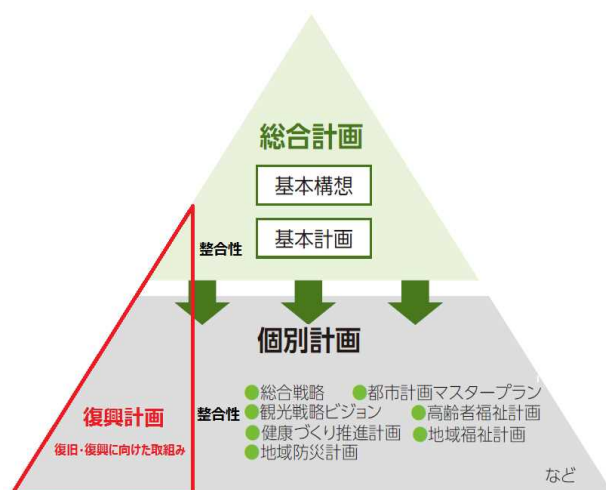 総合計画
基本構想
基本計画
整合性
個別計画
●総合戦略 ●都市計画マスタープラン
●観光戦略ビジョン ●高齢者福祉計画
●健康づくり推進計画 ●地域福祉計画
●地域防災計画
整合性
復興計画
復旧・復興に向けた取組み
など